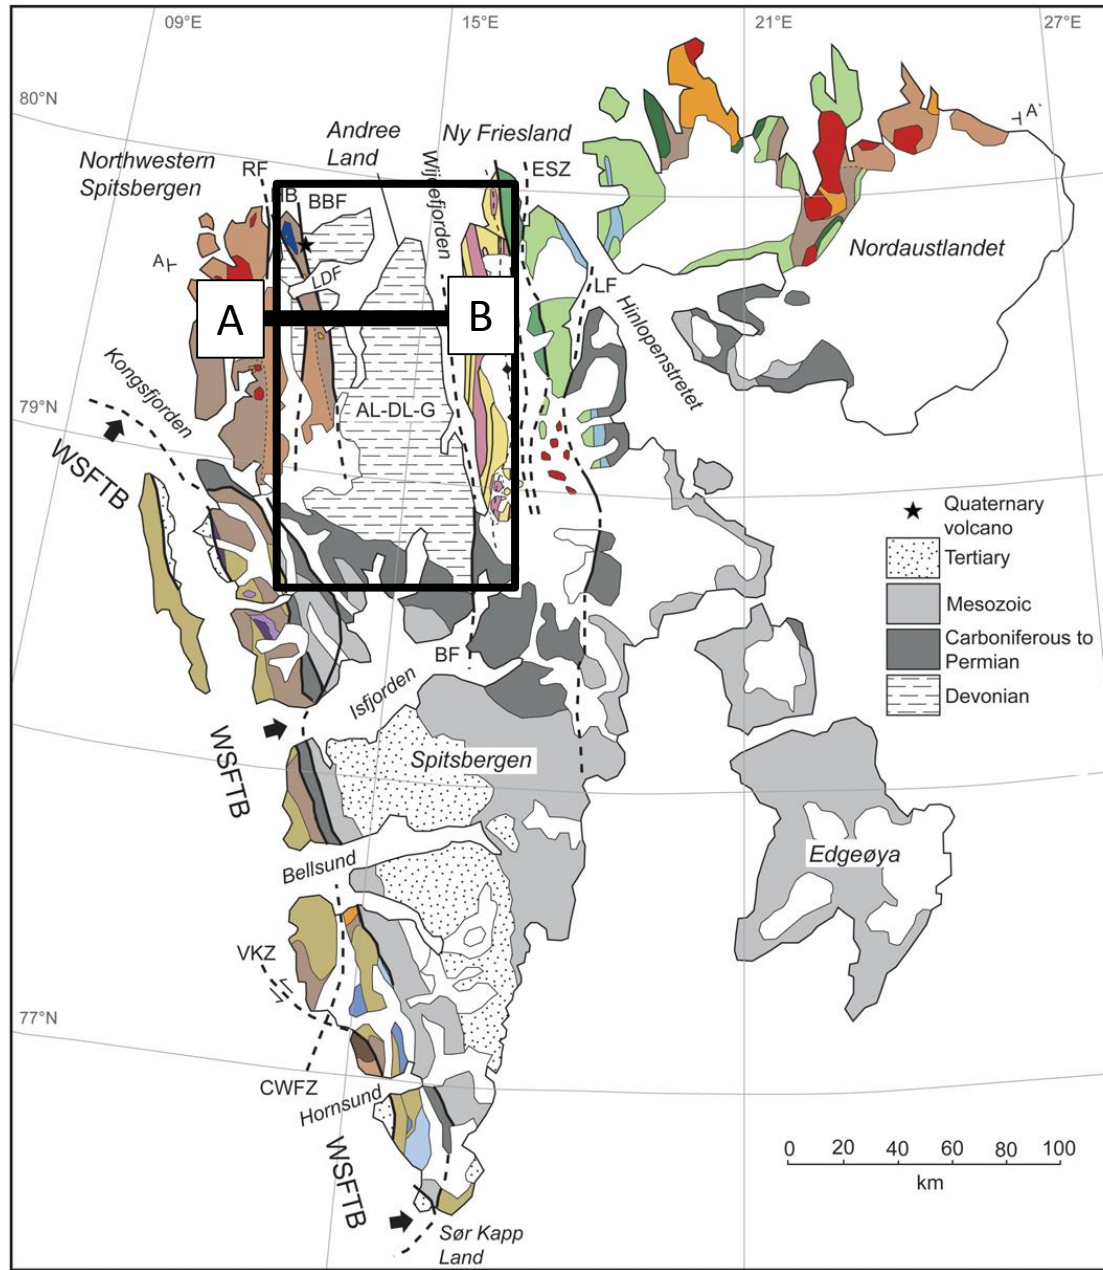 09°E
15°E
21°E
27°E
80°N
Andree
Land
Ny Friesland
A`
Northwestern
Spitsbergen
RF
ESZ
BBF
Nordaustlandet
A
LDF
LF
Hinlopenstretet
A
B
Kongsfjorden
79°N
AL-DL-G
WSFTB
Quaternary
volcano
Tertiary
Mesozoic
Carboniferous to
Permian
Devonian
BF
Isfjorden
WSFTB
Spitsbergen
Edgeøya
Bellsund
VKZ
77°N
CWFZ
Hornsund
WSFTB
0 20 40 60 80 100
km
Sør Kapp
Land